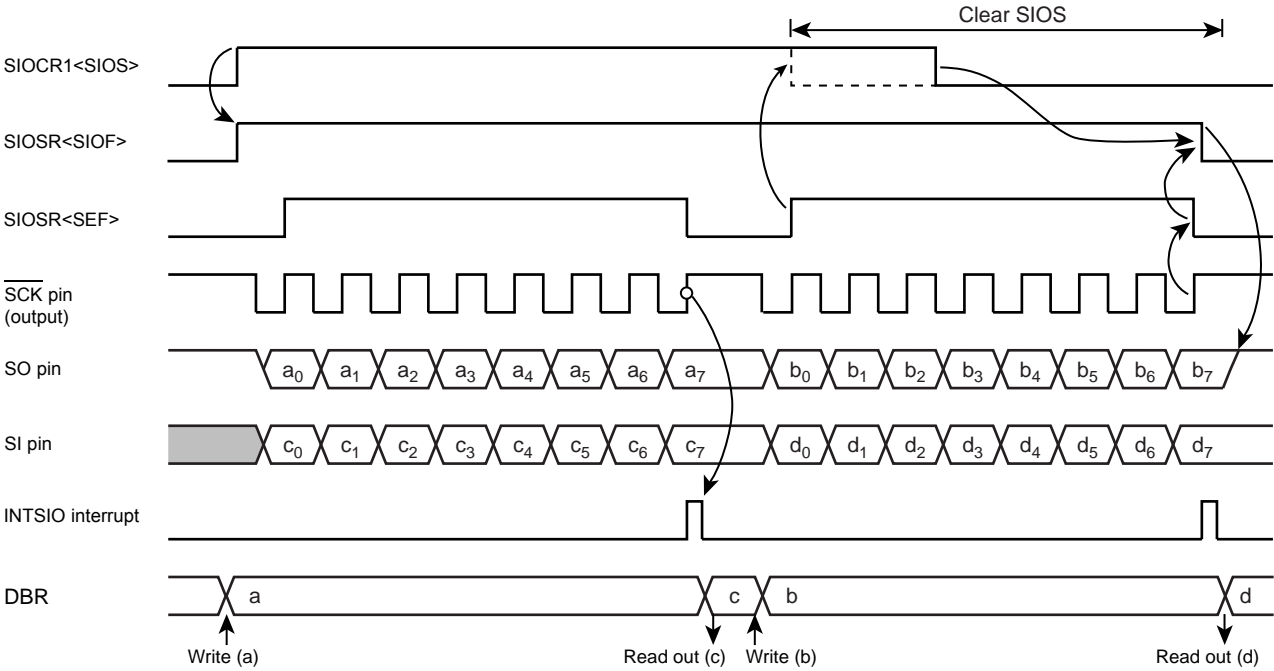 Clear SIOS
SIOCR1<SIOS>
SIOSR<SIOF>
SIOSR<SEF>
SCK pin
(output)
SO pin
a0 a1 a2 a3 a4 a5 a6 a7 b0 b1 b2 b3 b4 b5 b6 b7
SI pin
c0 c1 c2 c3 c4 c5 c6 c7 d0 d1 d2 d3 d4 d5 d6 d7
INTSIO interrupt
DBR a c b d
Write (a) Read out (c) Write (b) Read out (d)